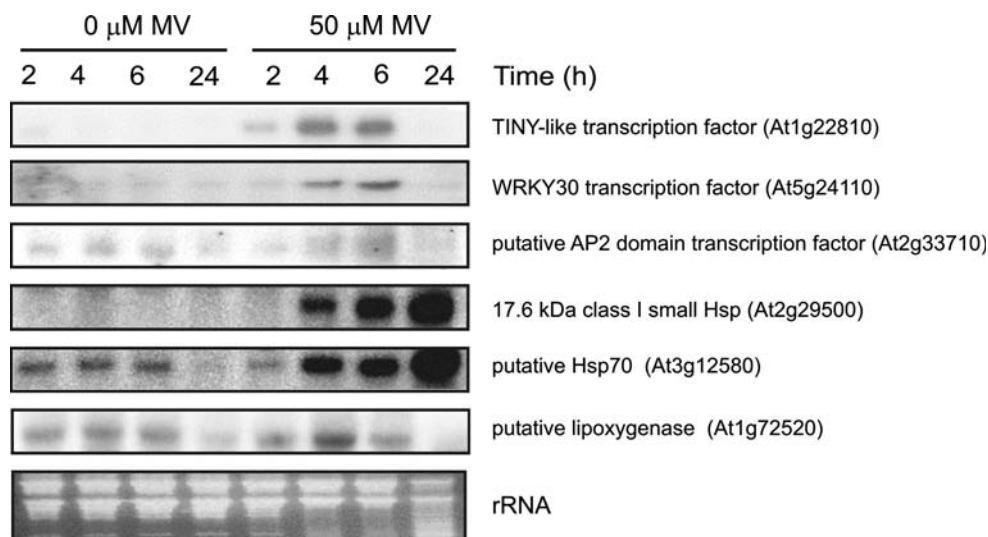 0 μM MV 50 μM MV
2 4 6 24 2 4 6 24 Time (h)
TINY-like transcription factor (At1g22810)
WRKY30 transcription factor (At5g24110)
putative AP2 domain transcription factor (At2g33710)
17.6 kDa class I small Hsp (At2g29500)
putative Hsp70 (At3g12580)
putative lipoxygenase (At1g72520)
rRNA